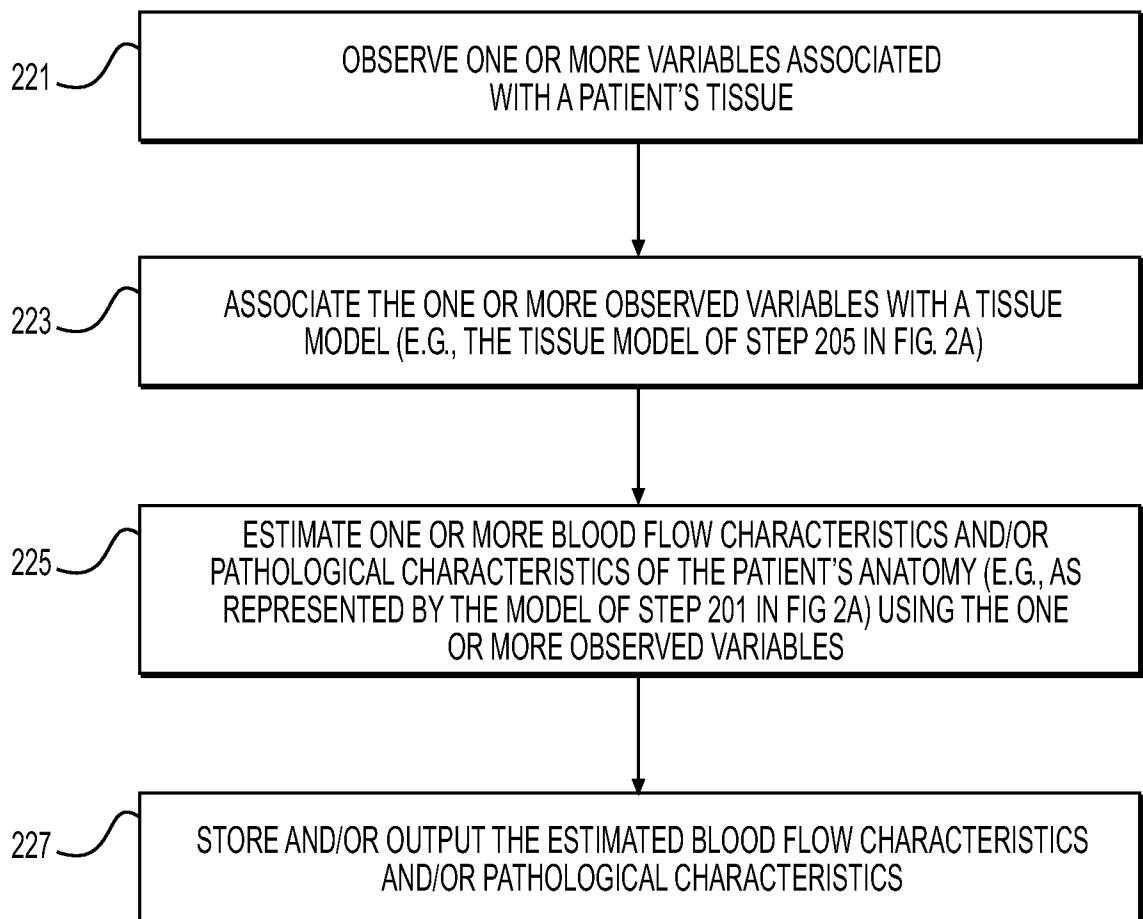 221
OBSERVE ONE OR MORE VARIABLES ASSOCIATED
WITH A PATIENT'S TISSUE
223
ASSOCIATE THE ONE OR MORE OBSERVED VARIABLES WITH A TISSUE
MODEL (E.G., THE TISSUE MODEL OF STEP 205 IN FIG. 2A)
225
ESTIMATE ONE OR MORE BLOOD FLOW CHARACTERISTICS AND/OR
PATHOLOGICAL CHARACTERISTICS OF THE PATIENT'S ANATOMY (E.G., AS
REPRESENTED BY THE MODEL OF STEP 201 IN FIG 2A) USING THE ONE
OR MORE OBSERVED VARIABLES
227
STORE AND/OR OUTPUT THE ESTIMATED BLOOD FLOW CHARACTERISTICS
AND/OR PATHOLOGICAL CHARACTERISTICS